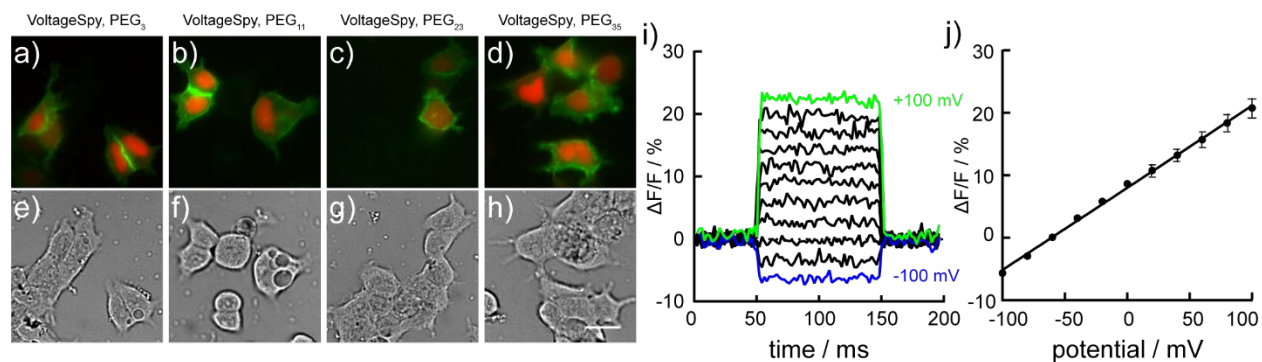 VoltageSpy, PEG₃
VoltageSpy, PEG₁₁
VoltageSpy, PEG₂₃
VoltageSpy, PEG₃₅
a)
b)
c)
d)
e)
f)
g)
h)
i)
ΔF/F / %
30
20
10
0
-10
+100 mV
-100 mV
0
50
100
150
200
time / ms
j)
ΔF/F / %
30
20
10
0
-10
-100
-50
0
50
100
potential / mV